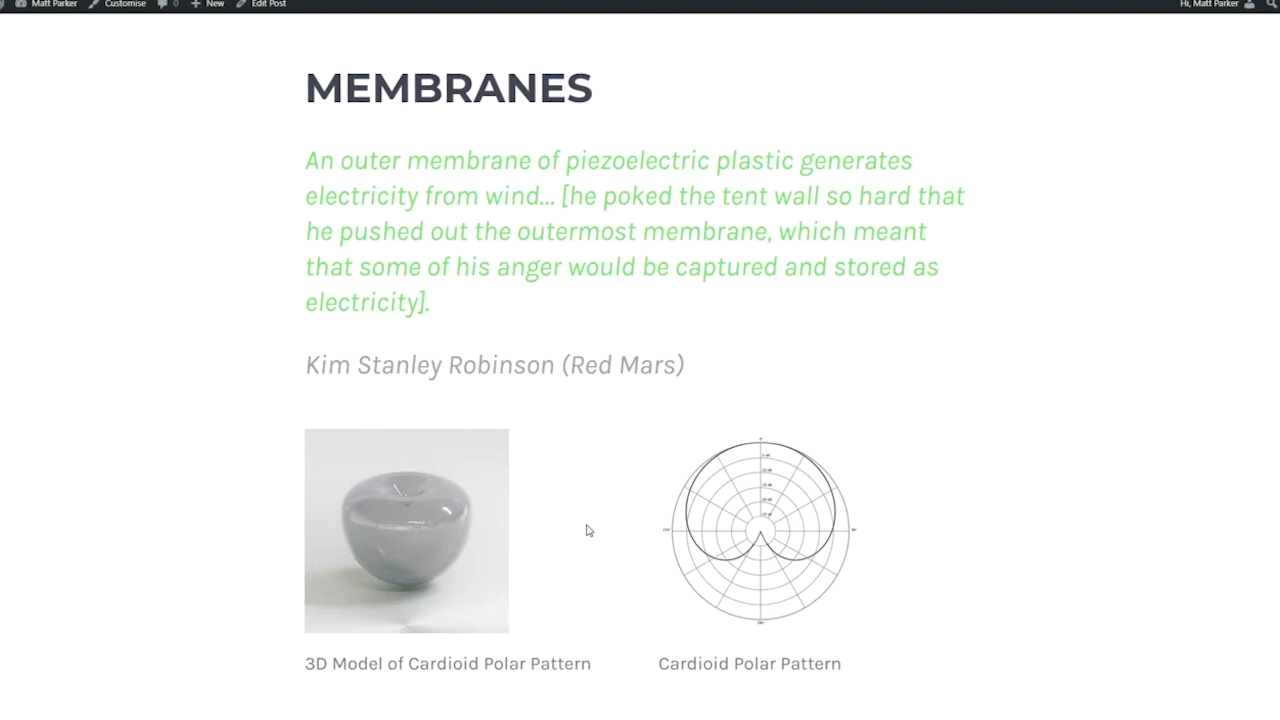 Matt Parker Customise 0 New Edit Post Hi, Matt Parker
MEMBRANES
An outer membrane of piezoelectric plastic generates
electricity from wind... [he poked the tent wall so hard that
he pushed out the outermost membrane, which meant
that some of his anger would be captured and stored as
electricity].
Kim Stanley Robinson (Red Mars)
3D Model of Cardioid Polar Pattern
Cardioid Polar Pattern